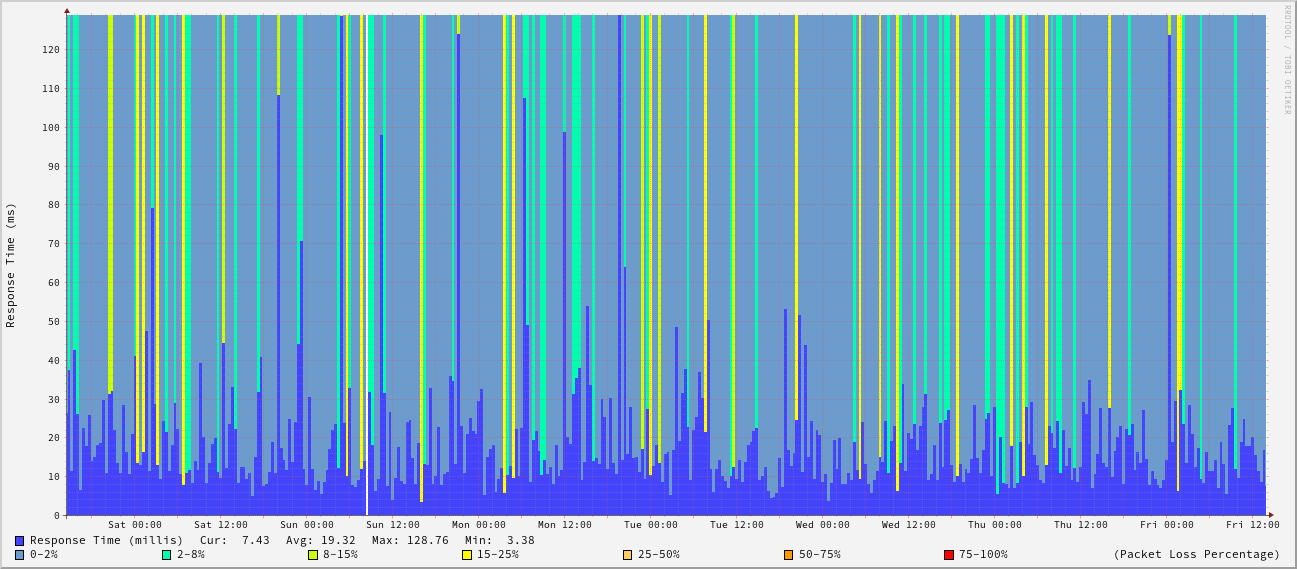 RRDTOOL / TOBI OETIKER
Response Time (ms)
120
110
100
90
80
70
60
50
40
30
20
10
0
Sat 00:00 Sat 12:00 Sun 00:00 Sun 12:00 Mon 00:00 Mon 12:00 Tue 00:00 Tue 12:00 Wed 00:00 Wed 12:00 Thu 00:00 Thu 12:00 Fri 00:00 Fri 12:00
Response Time (millis) Cur: 7.43 Avg: 19.32 Max: 128.76 Min: 3.38
0-2% 2-8% 8-15% 15-25% 25-50% 50-75% 75-100% (Packet Loss Percentage)